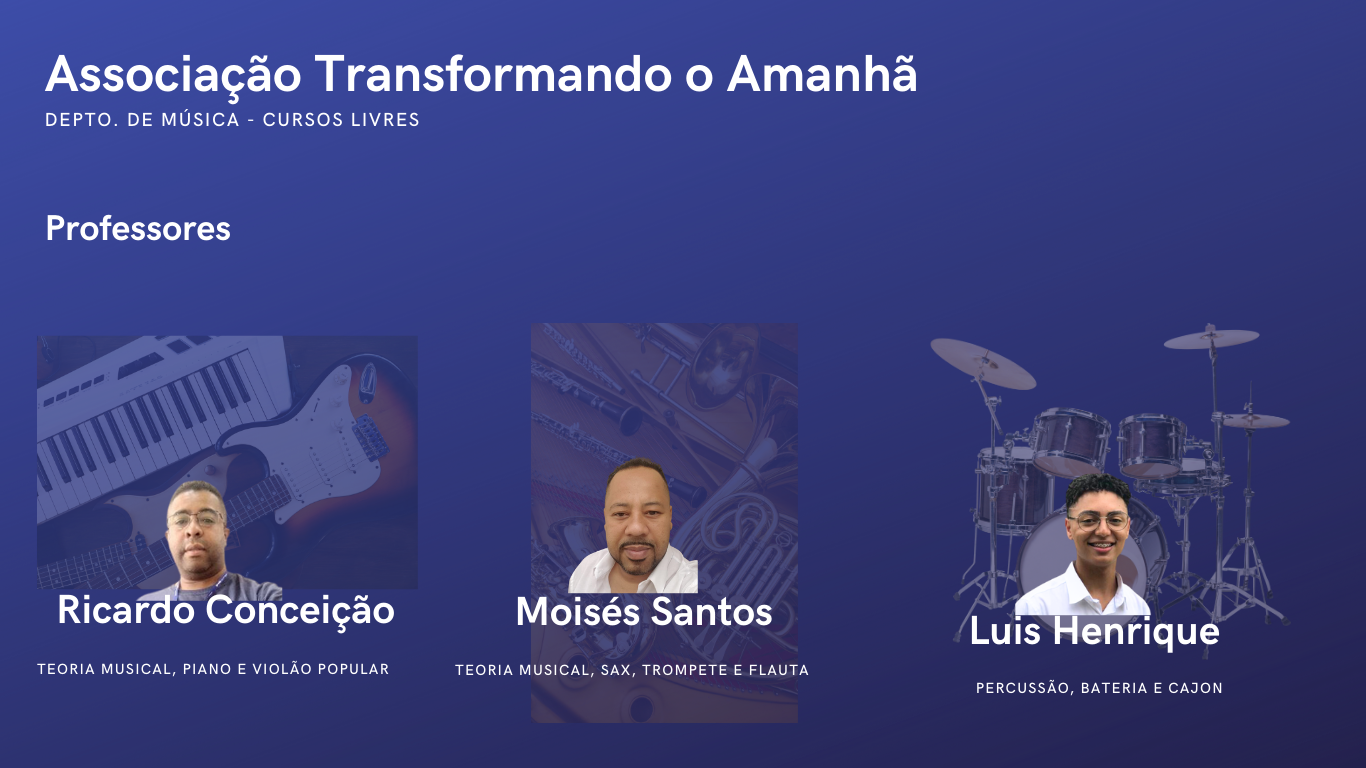 Associação Transformando o Amanhã
DEPTO. DE MÚSICA - CURSOS LIVRES
Professores
Ricardo Conceição
TEORIA MUSICAL, PIANO E VIOLÃO POPULAR
Moisés Santos
TEORIA MUSICAL, SAX, TROMPETE E FLAUTA
Luis Henrique
PERCUSSÃO, BATERIA E CAJON